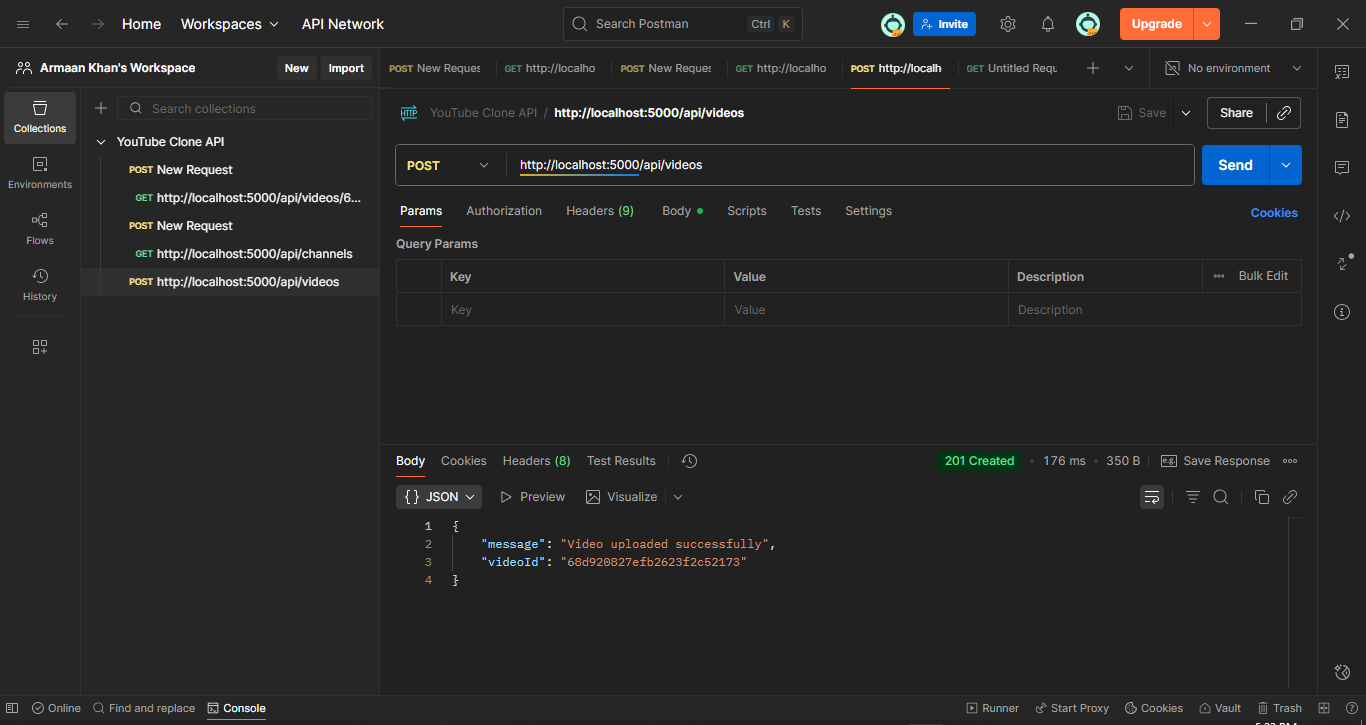 Home Workspaces API Network Search Postman Ctrl K Invite Upgrade
Armaan Khan's Workspace New Import POST New Reques GET http://localho POST New Reques GET http://localho POST http://localh GET Untitled Requ No environment
Collections
Environments
Flows
History
Search collections
YouTube Clone API
POST New Request
GET http://localhost:5000/api/videos/6...
POST New Request
GET http://localhost:5000/api/channels
POST http://localhost:5000/api/videos
HTTP YouTube Clone API / http://localhost:5000/api/videos Save Share
POST http://localhost:5000/api/videos Send
Params Authorization Headers (9) Body Scripts Tests Settings Cookies
Query Params
Key Value Description Bulk Edit
Key Value Description
Body Cookies Headers (8) Test Results 201 Created 176 ms 350 B e.g. Save Response
{} JSON Preview Visualize
1 {
2 "message": "Video uploaded successfully",
3 "videoId": "68d920827efb2623f2c52173"
4 }
Online Find and replace Console Runner Start Proxy Cookies Vault Trash